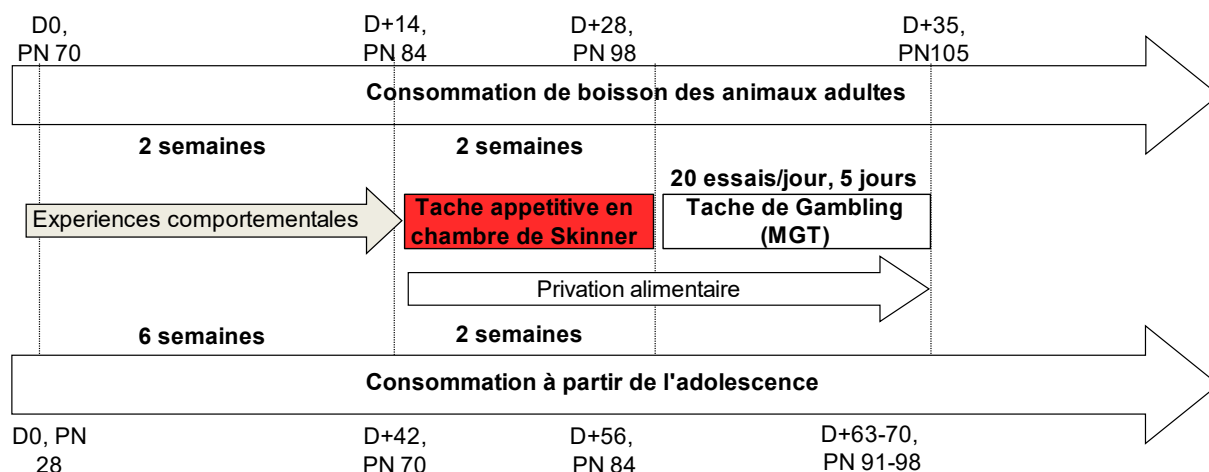 D0,
PN 70
D+14,
PN 84
D+28,
PN 98
D+35,
PN105
Consommation de boisson des animaux adultes
2 semaines
2 semaines
20 essais/jour, 5 jours
Experiences comportementales
Tache appetitive en
chambre de Skinner
Tache de Gambling
(MGT)
Privation alimentaire
6 semaines
2 semaines
Consommation à partir de l'adolescence
D0, PN
28
D+42,
PN 70
D+56,
PN 84
D+63-70,
PN 91-98